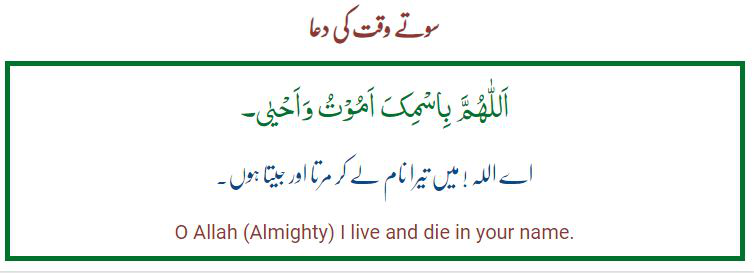 سوتے وقت کی دعا
اَللّٰهُمَّ بِاسْمِکَ اَمُوْتُ وَاَحْیٰی۔
اے اللہ ! میں تیرا نام لے کر مرتا اور جیتا ہوں۔
O Allah (Almighty) I live and die in your name.